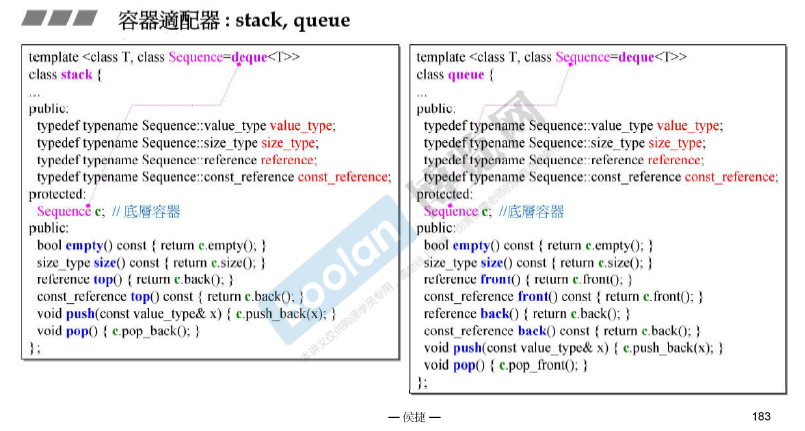 容器適配器 : stack, queue
template <class T, class Sequence=deque<T>>
class stack {
...
public:
typedef typename Sequence::value_type value_type;
typedef typename Sequence::size_type size_type;
typedef typename Sequence::reference reference;
typedef typename Sequence::const_reference const_reference;
protected:
Sequence c; // 底層容器
public:
bool empty() const { return c.empty(); }
size_type size() const { return c.size(); }
reference top() { return c.back(); }
const_reference top() const { return c.back(); }
void push(const value_type& x) { c.push_back(x); }
void pop() { c.pop_back(); }
};
template <class T, class Sequence=deque<T>>
class queue {
...
public:
typedef typename Sequence::value_type value_type;
typedef typename Sequence::size_type size_type;
typedef typename Sequence::reference reference;
typedef typename Sequence::const_reference const_reference;
protected:
Sequence c; //底層容器
public:
bool empty() const { return c.empty(); }
size_type size() const { return c.size(); }
reference front() { return c.front(); }
const_reference front() const { return c.front(); }
reference back() { return c.back(); }
const_reference back() const { return c.back(); }
void push(const value_type& x) { c.push_back(x); }
void pop() { c.pop_front(); }
};
Boolan 博览网
— 侯捷 —
183